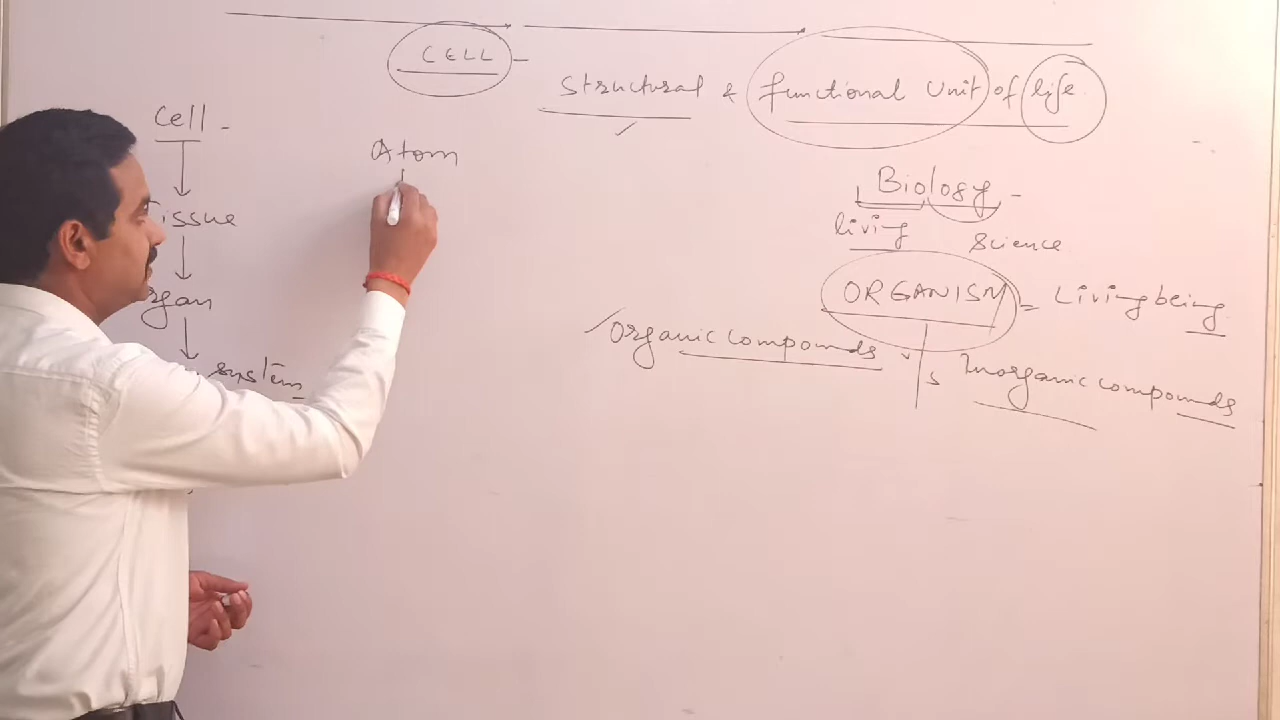 CELL -
Structural & functional Unit of life
Cell -
Tissue
Organ
system
Atom
Biology -
living
Science
ORGANISM = Living being
Organic compounds
Inorganic compounds